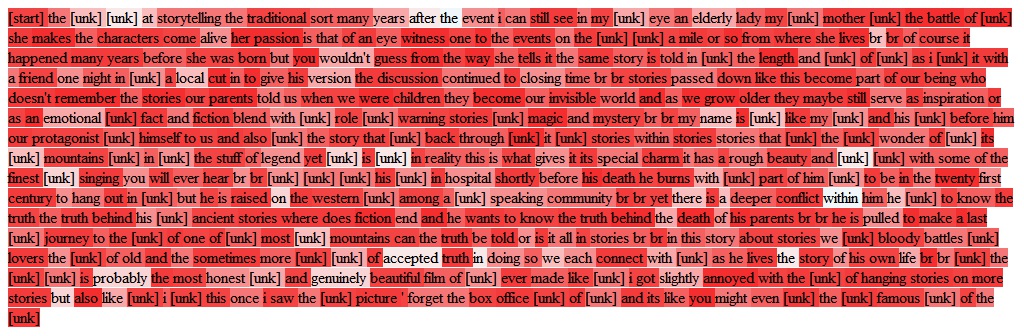 [start] the [unk] [unk] at storytelling the traditional sort many years after the event i can still see in my [unk] eye an elderly lady my [unk] mother [unk] the battle of [unk]
she makes the characters come alive her passion is that of an eye witness one to the events on the [unk] [unk] a mile or so from where she lives br br of course it
happened many years before she was born but you wouldn't guess from the way she tells it the same story is told in [unk] the length and [unk] of [unk] as i [unk] it with
a friend one night in [unk] a local cut in to give his version the discussion continued to closing time br br stories passed down like this become part of our being who
doesn't remember the stories our parents told us when we were children they become our invisible world and as we grow older they maybe still serve as inspiration or
as an emotional [unk] fact and fiction blend with [unk] role [unk] warning stories [unk] magic and mystery br br my name is [unk] like my [unk] and his [unk] before him
our protagonist [unk] himself to us and also [unk] the story that [unk] back through [unk] it [unk] stories within stories stories that [unk] the [unk] wonder of [unk] its
[unk] mountains [unk] in [unk] the stuff of legend yet [unk] is [unk] in reality this is what gives it its special charm it has a rough beauty and [unk] [unk] with some of the
finest [unk] singing you will ever hear br br [unk] [unk] [unk] his [unk] in hospital shortly before his death he burns with [unk] part of him [unk] to be in the twenty first
century to hang out in [unk] but he is raised on the western [unk] among a [unk] speaking community br br yet there is a deeper conflict within him he [unk] to know the
truth the truth behind his [unk] ancient stories where does fiction end and he wants to know the truth behind the death of his parents br br he is pulled to make a last
[unk] journey to the [unk] of one of [unk] most [unk] mountains can the truth be told or is it all in stories br br in this story about stories we [unk] bloody battles [unk]
lovers the [unk] of old and the sometimes more [unk] [unk] of accepted truth in doing so we each connect with [unk] as he lives the story of his own life br br [unk] the
[unk] [unk] is probably the most honest [unk] and genuinely beautiful film of [unk] ever made like [unk] i got slightly annoyed with the [unk] of hanging stories on more
stories but also like [unk] i [unk] this once i saw the [unk] picture ' forget the box office [unk] of [unk] and its like you might even [unk] the [unk] famous [unk] of the
[unk]